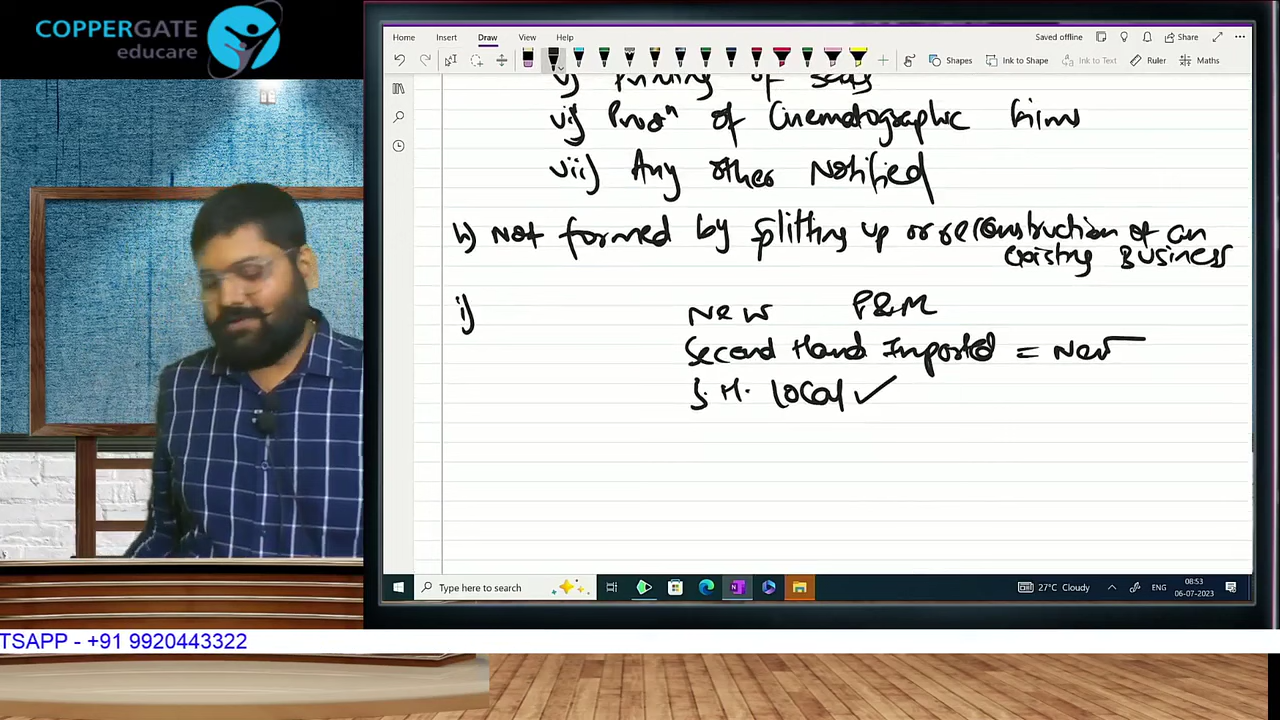 COPPERGATE
educare
Home Insert Draw View Help
Saved offline
Share
Shapes
Ink to Shape
Ink to Text
Ruler
Maths
v) Printing of
vi) Prodn of Cinematographic films
vii) Any other Notified
h) Not formed by splitting up or reconstruction of an
existing Business
i) New P&M
Second Hand Imported = New
S.H. local ✓
Type here to search
27°C Cloudy
ENG
08:53
06-07-2023
TSAPP - +91 9920443322